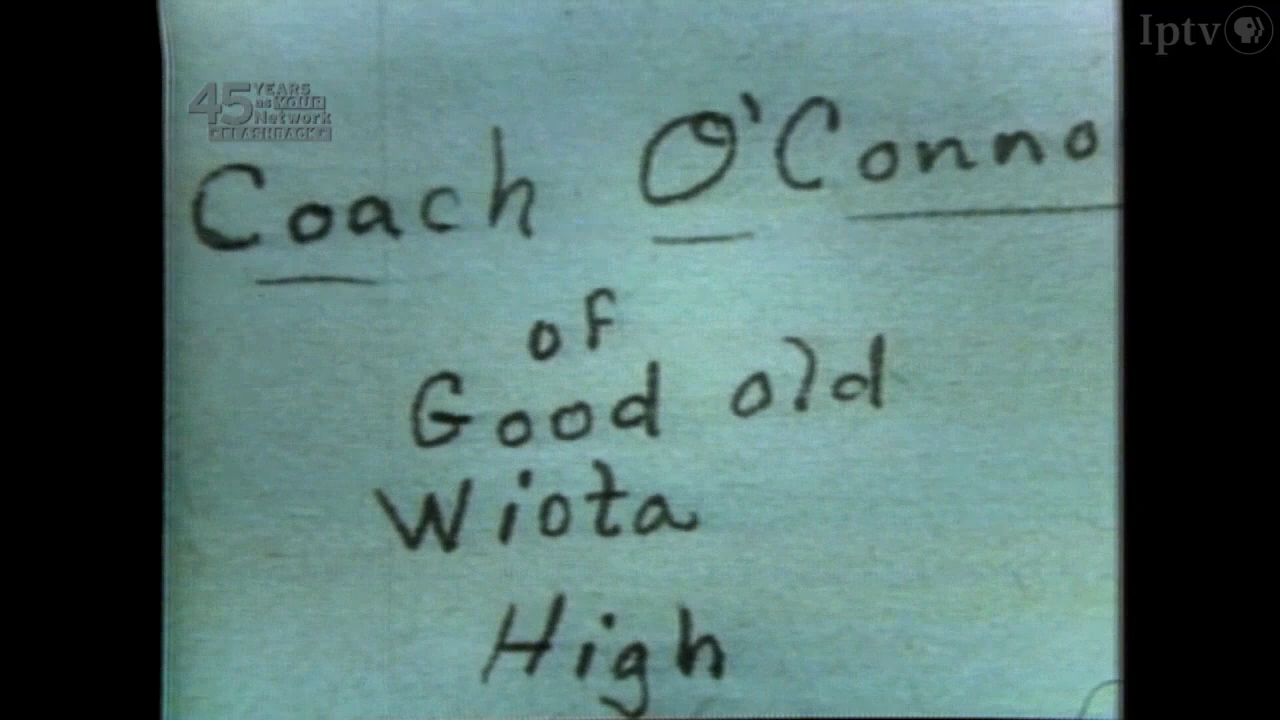 Iptv
45 YEARS
as YOUR
Network
FLASHBACK
Coach O'Conno
of
Good old
Wiota
High